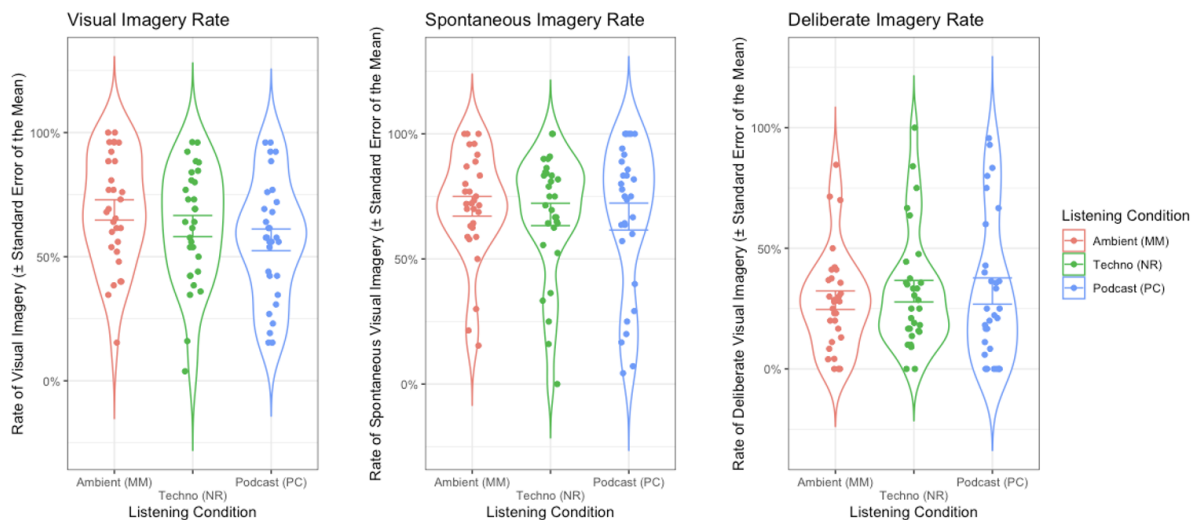 Visual Imagery Rate
Rate of Visual Imagery (± Standard Error of the Mean)
100%
50%
0%
Ambient (MM)
Techno (NR)
Podcast (PC)
Listening Condition
Spontaneous Imagery Rate
Rate of Spontaneous Visual Imagery (± Standard Error of the Mean)
100%
50%
0%
Ambient (MM)
Techno (NR)
Podcast (PC)
Listening Condition
Deliberate Imagery Rate
Rate of Deliberate Visual Imagery (± Standard Error of the Mean)
100%
50%
0%
Ambient (MM)
Techno (NR)
Podcast (PC)
Listening Condition
Listening Condition
Ambient (MM)
Techno (NR)
Podcast (PC)